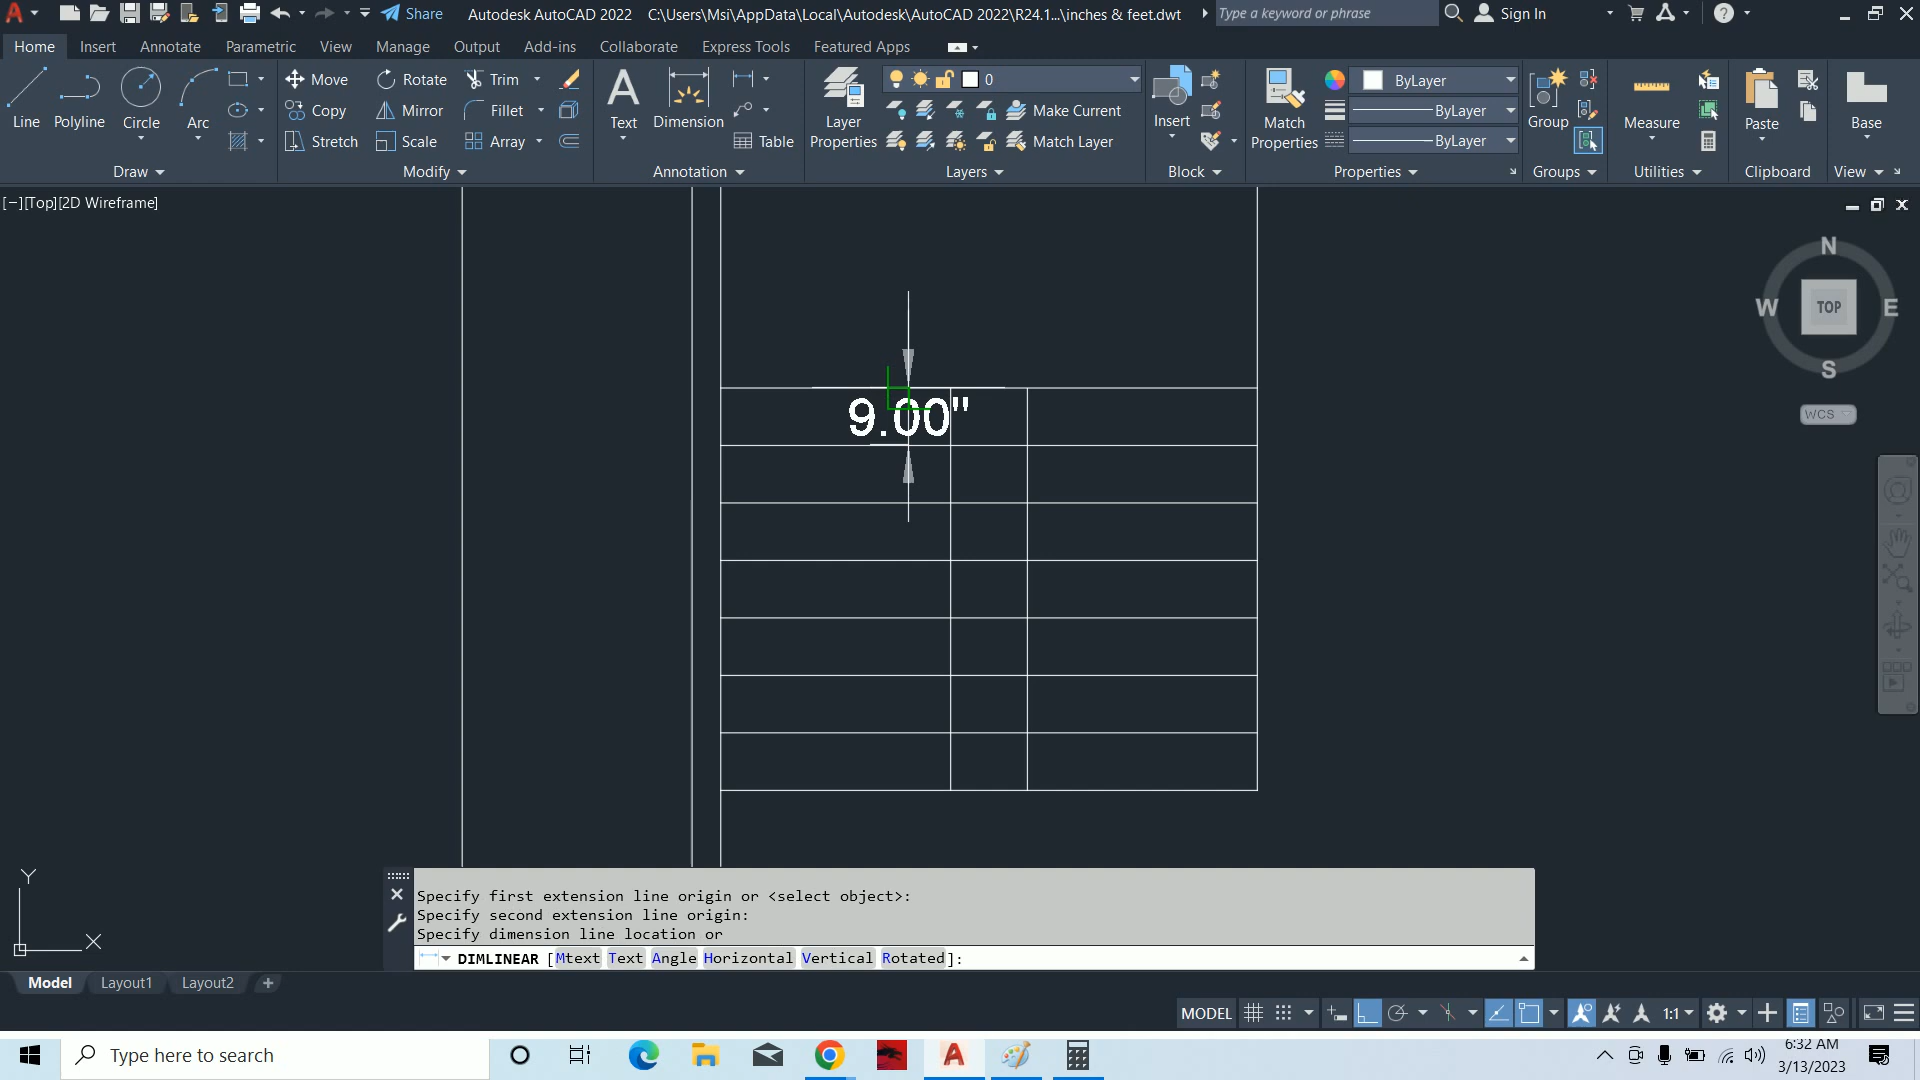 Share
Autodesk AutoCAD 2022 C:\Users\Msi\AppData\Local\Autodesk\AutoCAD 2022\R24.1...\inches & feet.dwt
Type a keyword or phrase
Sign In
Home Insert Annotate Parametric View Manage Output Add-ins Collaborate Express Tools Featured Apps
Line Polyline Circle Arc
Move Rotate Trim
Copy Mirror Fillet
Stretch Scale Array
Text Dimension Table
Layer Properties
0
Make Current
Match Layer
Insert
Match Properties
ByLayer
ByLayer
ByLayer
Group
Measure
Paste
Base
Draw Modify Annotation Layers Block Properties Groups Utilities Clipboard View
[−][Top][2D Wireframe]
N
W TOP E
S
WCS
9.00"
Y
X
Specify first extension line origin or <select object>:
Specify second extension line origin:
Specify dimension line location or
DIMLINEAR [Mtext Text Angle Horizontal Vertical Rotated]:
Model Layout1 Layout2 +
MODEL 1:1
Type here to search
6:32 AM
3/13/2023